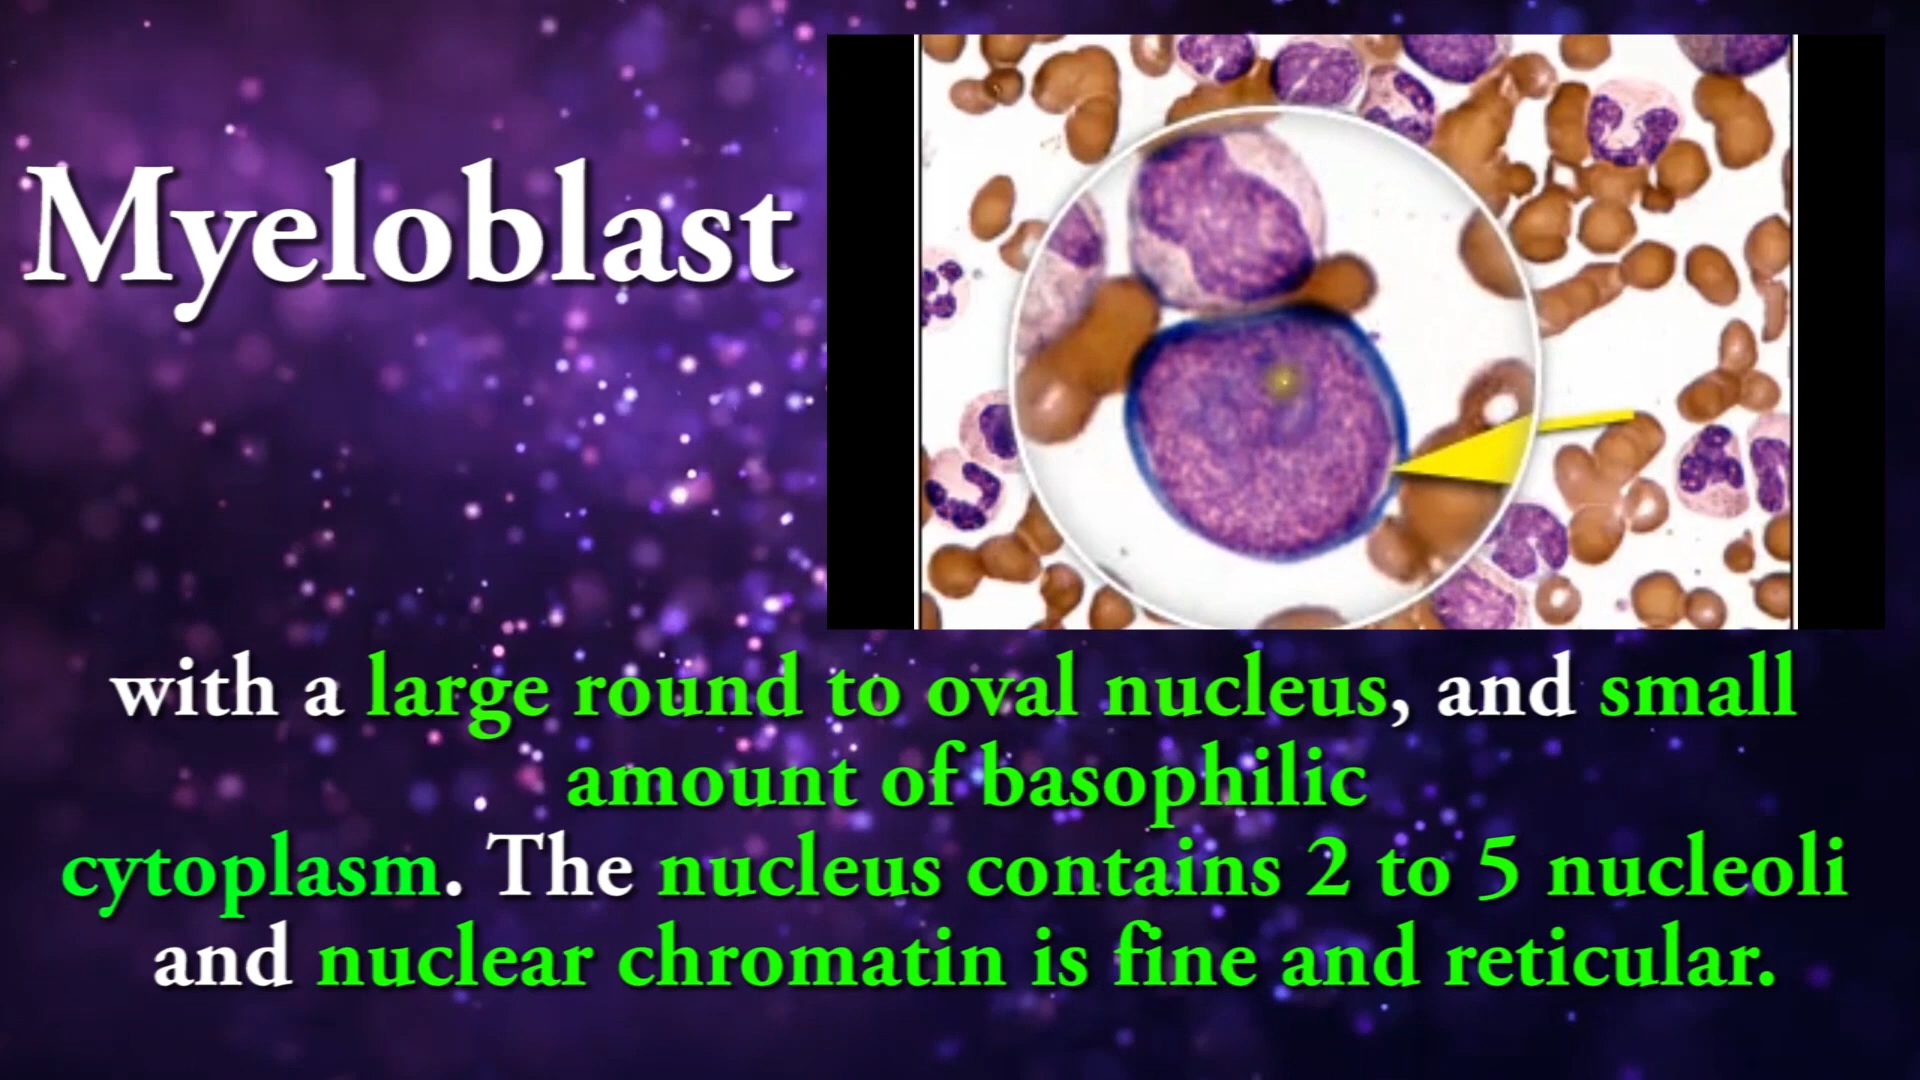 Myeloblast
with a large round to oval nucleus, and small
amount of basophilic
cytoplasm. The nucleus contains 2 to 5 nucleoli
and nuclear chromatin is fine and reticular.